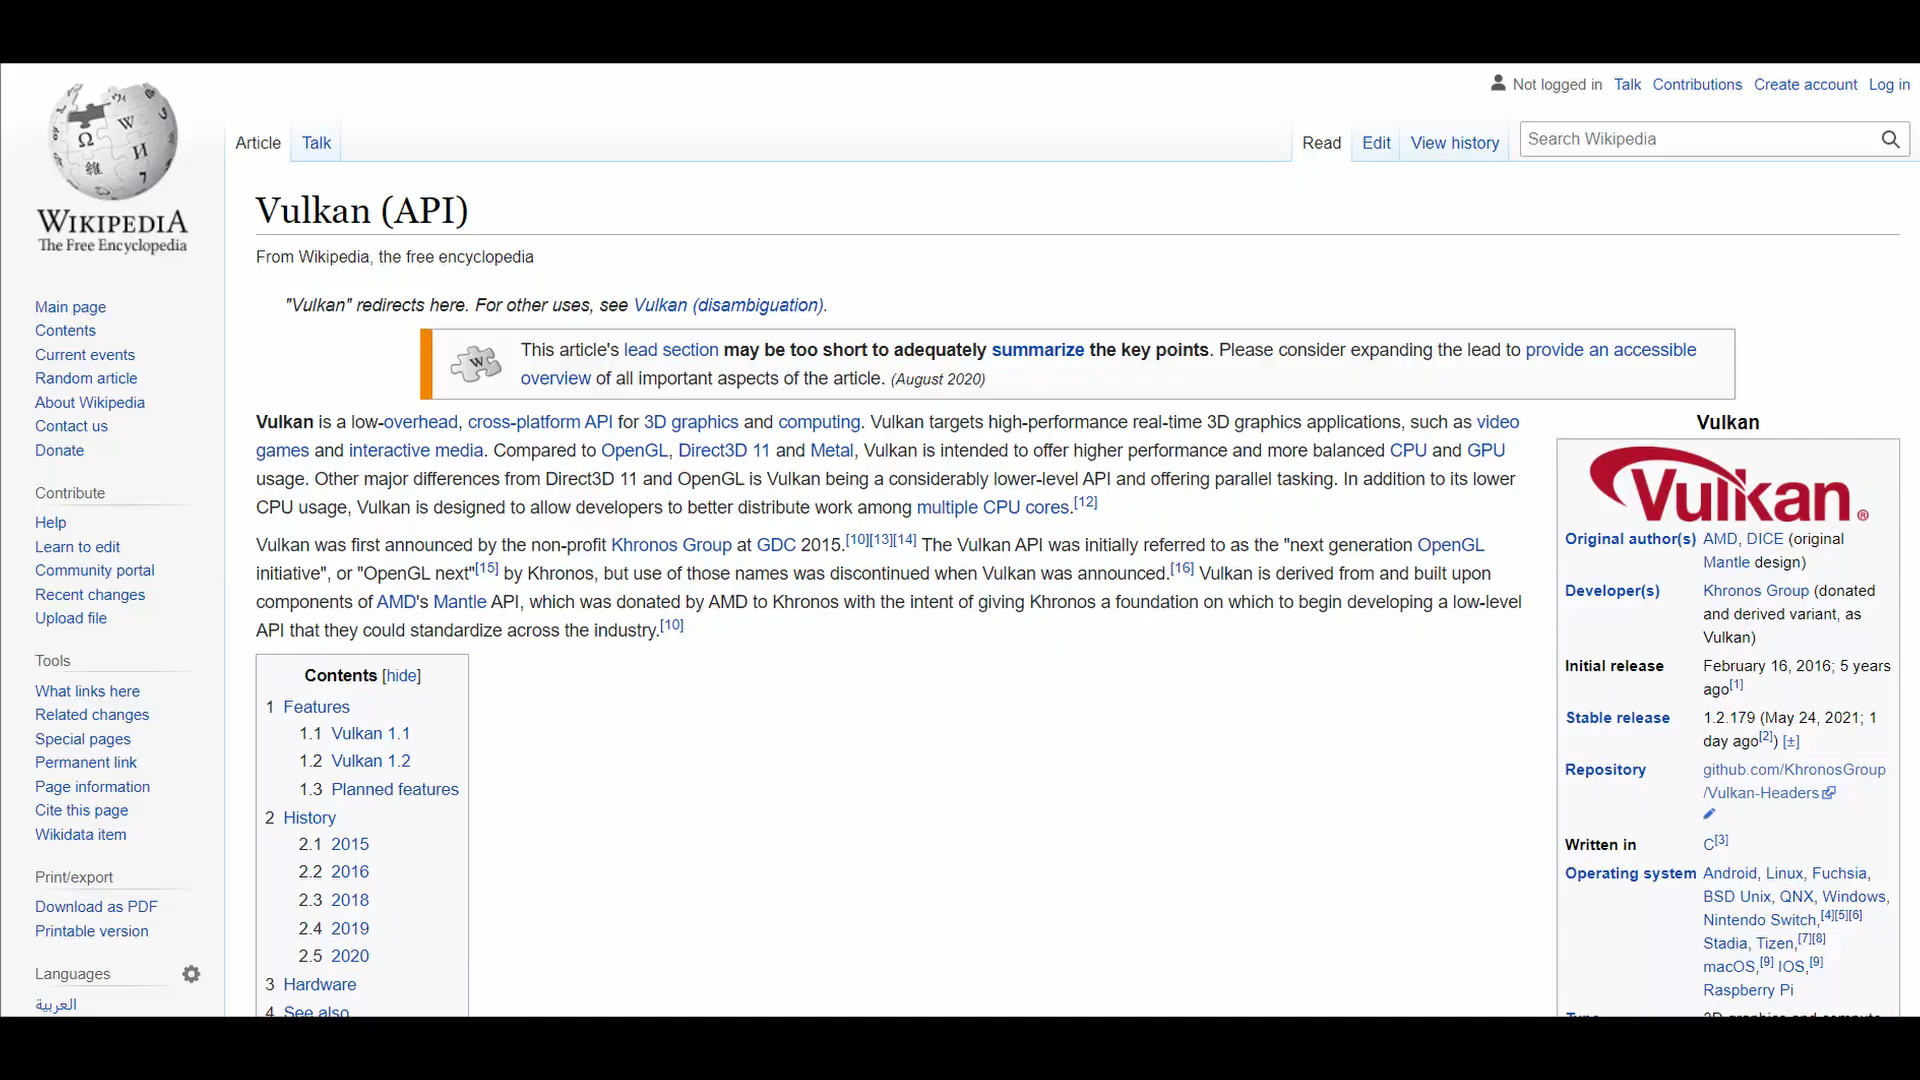 Not logged in Talk Contributions Create account Log in
Article Talk Read Edit View history Search Wikipedia
WIKIPEDIA
The Free Encyclopedia
Main page
Contents
Current events
Random article
About Wikipedia
Contact us
Donate
Contribute
Help
Learn to edit
Community portal
Recent changes
Upload file
Tools
What links here
Related changes
Special pages
Permanent link
Page information
Cite this page
Wikidata item
Print/export
Download as PDF
Printable version
Languages
العربية
Vulkan (API)
From Wikipedia, the free encyclopedia
"Vulkan" redirects here. For other uses, see Vulkan (disambiguation).
This article's lead section may be too short to adequately summarize the key points. Please consider expanding the lead to provide an accessible
overview of all important aspects of the article. (August 2020)
Vulkan is a low-overhead, cross-platform API for 3D graphics and computing. Vulkan targets high-performance real-time 3D graphics applications, such as video
games and interactive media. Compared to OpenGL, Direct3D 11 and Metal, Vulkan is intended to offer higher performance and more balanced CPU and GPU
usage. Other major differences from Direct3D 11 and OpenGL is Vulkan being a considerably lower-level API and offering parallel tasking. In addition to its lower
CPU usage, Vulkan is designed to allow developers to better distribute work among multiple CPU cores.[12]
Vulkan was first announced by the non-profit Khronos Group at GDC 2015.[10][13][14] The Vulkan API was initially referred to as the "next generation OpenGL
initiative", or "OpenGL next"[15] by Khronos, but use of those names was discontinued when Vulkan was announced.[16] Vulkan is derived from and built upon
components of AMD's Mantle API, which was donated by AMD to Khronos with the intent of giving Khronos a foundation on which to begin developing a low-level
API that they could standardize across the industry.[10]
Contents [hide]
1 Features
1.1 Vulkan 1.1
1.2 Vulkan 1.2
1.3 Planned features
2 History
2.1 2015
2.2 2016
2.3 2018
2.4 2019
2.5 2020
3 Hardware
4 See also
Vulkan
Vulkan®
Original author(s) AMD, DICE (original
Mantle design)
Developer(s) Khronos Group (donated
and derived variant, as
Vulkan)
Initial release February 16, 2016; 5 years
ago[1]
Stable release 1.2.179 (May 24, 2021; 1
day ago[2]) [±]
Repository github.com/KhronosGroup
/Vulkan-Headers
Written in C[3]
Operating system Android, Linux, Fuchsia,
BSD Unix, QNX, Windows,
Nintendo Switch,[4][5][6]
Stadia, Tizen,[7][8]
macOS,[9] IOS,[9]
Raspberry Pi
Type 3D graphics and compute